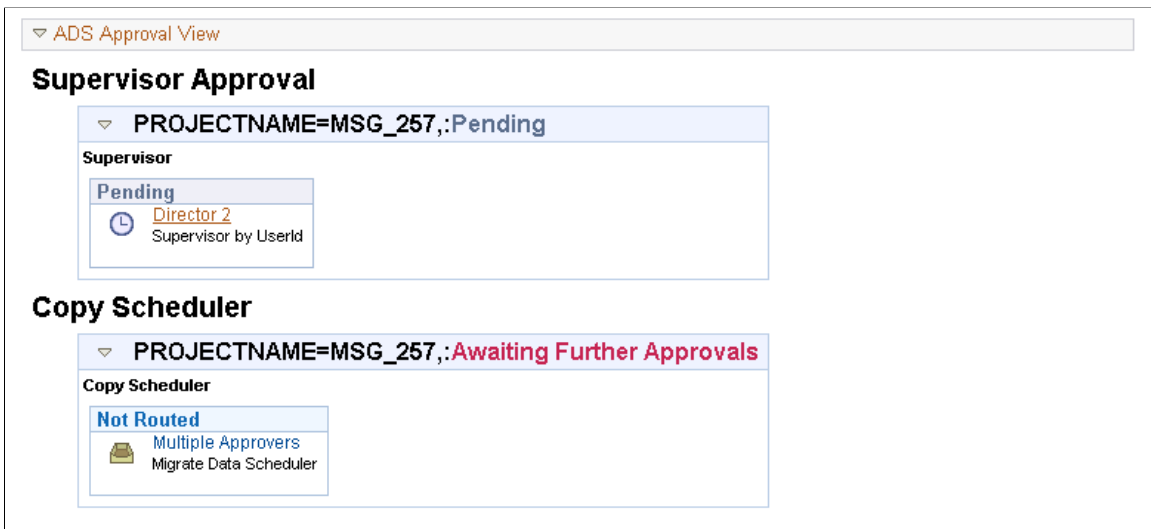 ADS Approval View
Supervisor Approval
PROJECTNAME=MSG_257,:Pending
Supervisor
Pending
Director 2
Supervisor by UserId
Copy Scheduler
PROJECTNAME=MSG_257,:Awaiting Further Approvals
Copy Scheduler
Not Routed
Multiple Approvers
Migrate Data Scheduler